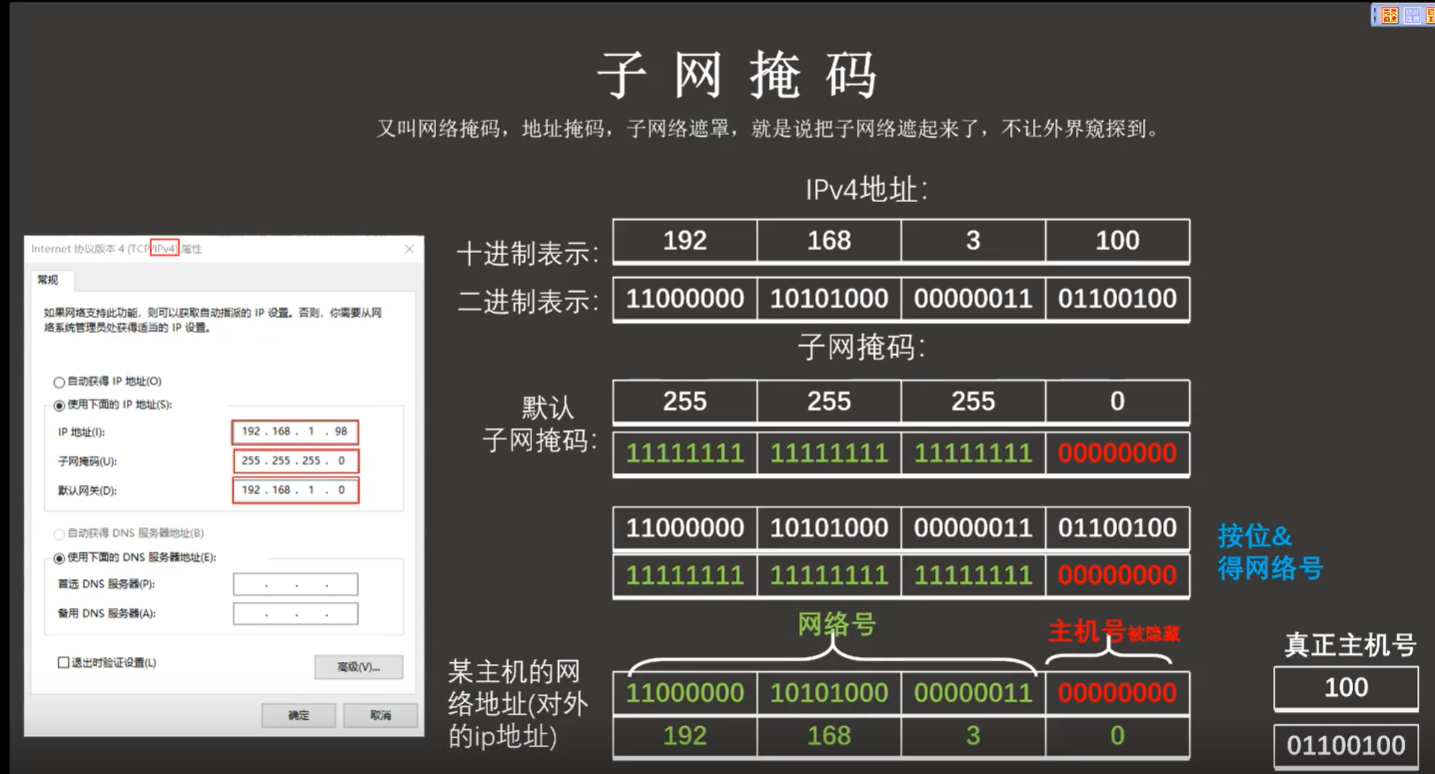 子网掩码
又叫网络掩码，地址掩码，子网络遮罩，就是说把子网络遮起来了，不让外界窥探到。
IPv4地址：
十进制表示： 192 168 3 100
二进制表示： 11000000 10101000 00000011 01100100
子网掩码：
默认
子网掩码：
255 255 255 0
11111111 11111111 11111111 00000000
11000000 10101000 00000011 01100100
11111111 11111111 11111111 00000000
按位&
得网络号
网络号
主机号被隐藏
某主机的网
络地址(对外
的ip地址)
11000000 10101000 00000011 00000000
192 168 3 0
真正主机号
100
01100100
Internet 协议版本 4 (TCP/IPv4) 属性
常规
如果网络支持此功能，则可以获取自动指派的 IP 设置。否则，你需要从网
络系统管理员处获得适当的 IP 设置。
自动获得 IP 地址(O)
使用下面的 IP 地址(S):
IP 地址(I): 192 . 168 . 1 . 98
子网掩码(U): 255 . 255 . 255 . 0
默认网关(D): 192 . 168 . 1 . 0
自动获得 DNS 服务器地址(B)
使用下面的 DNS 服务器地址(E):
首选 DNS 服务器(P): . . .
备用 DNS 服务器(A): . . .
退出时验证设置(L)
高级(V)...
确定 取消